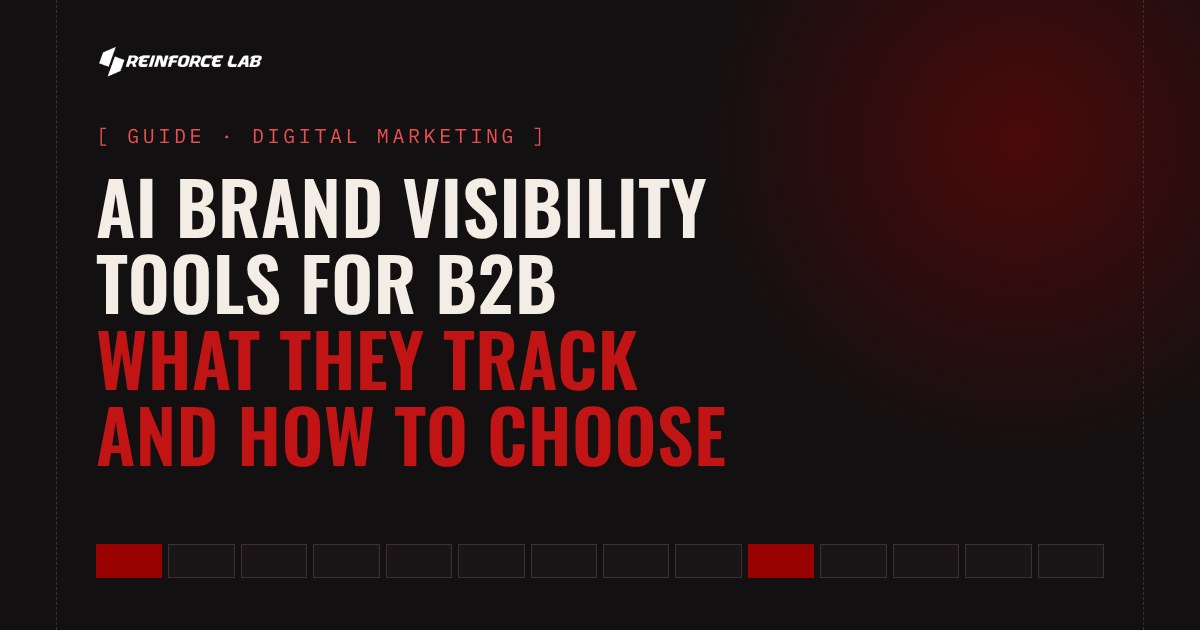 REINFORCE LAB
[ GUIDE · DIGITAL MARKETING ]
AI BRAND VISIBILITY
TOOLS FOR B2B
WHAT THEY TRACK
AND HOW TO CHOOSE